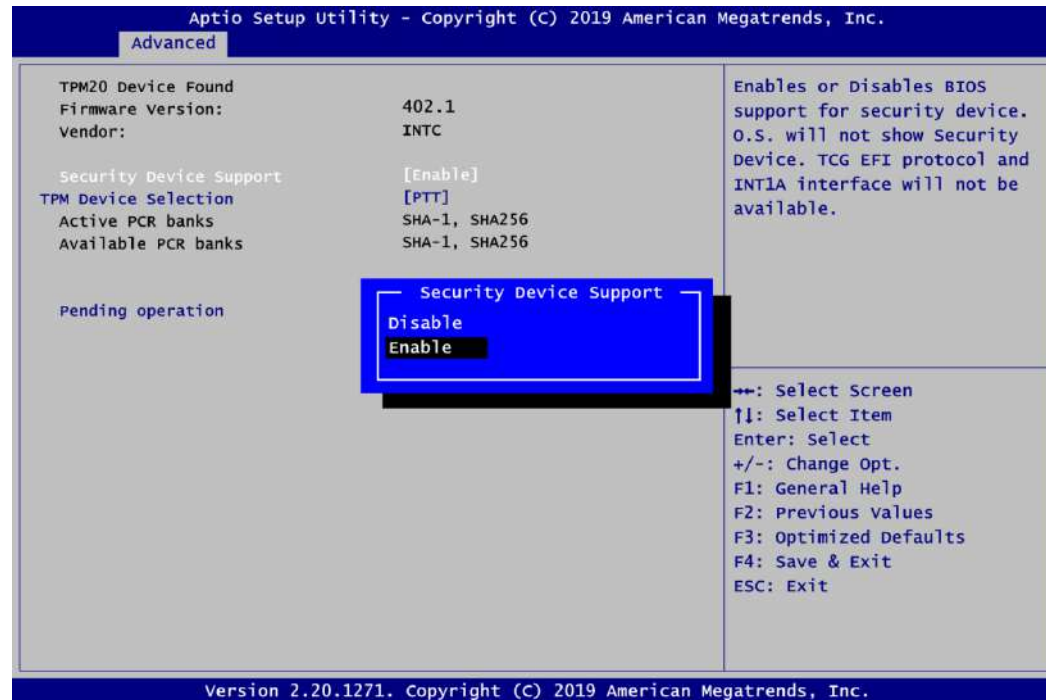 Aptio Setup Utility - Copyright (C) 2019 American Megatrends, Inc.
Advanced
TPM20 Device Found
Firmware Version: 402.1
Vendor: INTC
Security Device Support [Enable]
TPM Device Selection [PTT]
Active PCR banks SHA-1, SHA256
Available PCR banks SHA-1, SHA256
Pending operation
Security Device Support
Disable
Enable
Enables or Disables BIOS
support for security device.
O.S. will not show Security
Device. TCG EFI protocol and
INT1A interface will not be
available.
→←: Select Screen
↑↓: Select Item
Enter: Select
+/-: Change Opt.
F1: General Help
F2: Previous Values
F3: Optimized Defaults
F4: Save & Exit
ESC: Exit
Version 2.20.1271. Copyright (C) 2019 American Megatrends, Inc.